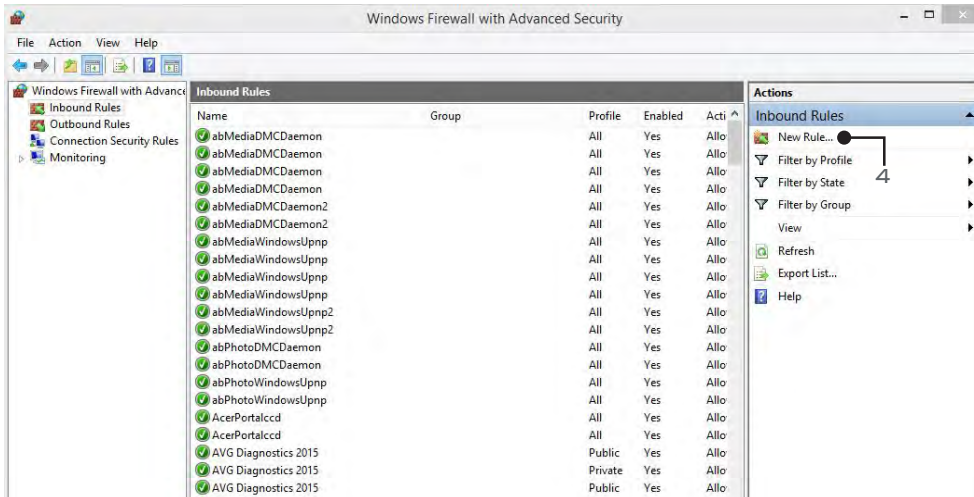 Windows Firewall with Advanced Security
File Action View Help
Windows Firewall with Advance
Inbound Rules
Outbound Rules
Connection Security Rules
Monitoring
Inbound Rules
Name Group Profile Enabled Acti
abMediaDMCDaemon All Yes Allo
abMediaDMCDaemon All Yes Allo
abMediaDMCDaemon All Yes Allo
abMediaDMCDaemon All Yes Allo
abMediaDMCDaemon2 All Yes Allo
abMediaDMCDaemon2 All Yes Allo
abMediaWindowsUpnp All Yes Allo
abMediaWindowsUpnp All Yes Allo
abMediaWindowsUpnp All Yes Allo
abMediaWindowsUpnp All Yes Allo
abMediaWindowsUpnp2 All Yes Allo
abMediaWindowsUpnp2 All Yes Allo
abPhotoDMCDaemon All Yes Allo
abPhotoDMCDaemon All Yes Allo
abPhotoWindowsUpnp All Yes Allo
abPhotoWindowsUpnp All Yes Allo
AcerPortalccd All Yes Allo
AcerPortalccd All Yes Allo
AVG Diagnostics 2015 Public Yes Allo
AVG Diagnostics 2015 Private Yes Allo
AVG Diagnostics 2015 Public Yes Allo
Actions
Inbound Rules
New Rule...
4
Filter by Profile
Filter by State
Filter by Group
View
Refresh
Export List...
Help